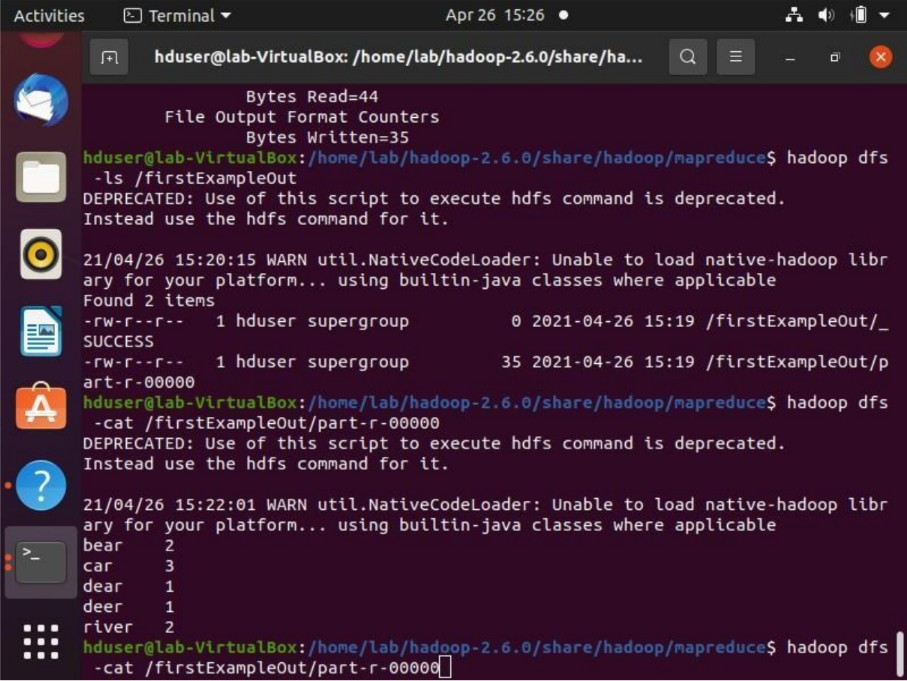 Activities Terminal Apr 26 15:26
hduser@lab-VirtualBox: /home/lab/hadoop-2.6.0/share/ha...
Bytes Read=44
File Output Format Counters
Bytes Written=35
hduser@lab-VirtualBox:/home/lab/hadoop-2.6.0/share/hadoop/mapreduce$ hadoop dfs
-ls /firstExampleOut
DEPRECATED: Use of this script to execute hdfs command is deprecated.
Instead use the hdfs command for it.
21/04/26 15:20:15 WARN util.NativeCodeLoader: Unable to load native-hadoop libr
ary for your platform... using builtin-java classes where applicable
Found 2 items
-rw-r--r-- 1 hduser supergroup 0 2021-04-26 15:19 /firstExampleOut/_
SUCCESS
-rw-r--r-- 1 hduser supergroup 35 2021-04-26 15:19 /firstExampleOut/p
art-r-00000
hduser@lab-VirtualBox:/home/lab/hadoop-2.6.0/share/hadoop/mapreduce$ hadoop dfs
-cat /firstExampleOut/part-r-00000
DEPRECATED: Use of this script to execute hdfs command is deprecated.
Instead use the hdfs command for it.
21/04/26 15:22:01 WARN util.NativeCodeLoader: Unable to load native-hadoop libr
ary for your platform... using builtin-java classes where applicable
bear 2
car 3
dear 1
deer 1
river 2
hduser@lab-VirtualBox:/home/lab/hadoop-2.6.0/share/hadoop/mapreduce$ hadoop dfs
-cat /firstExampleOut/part-r-00000